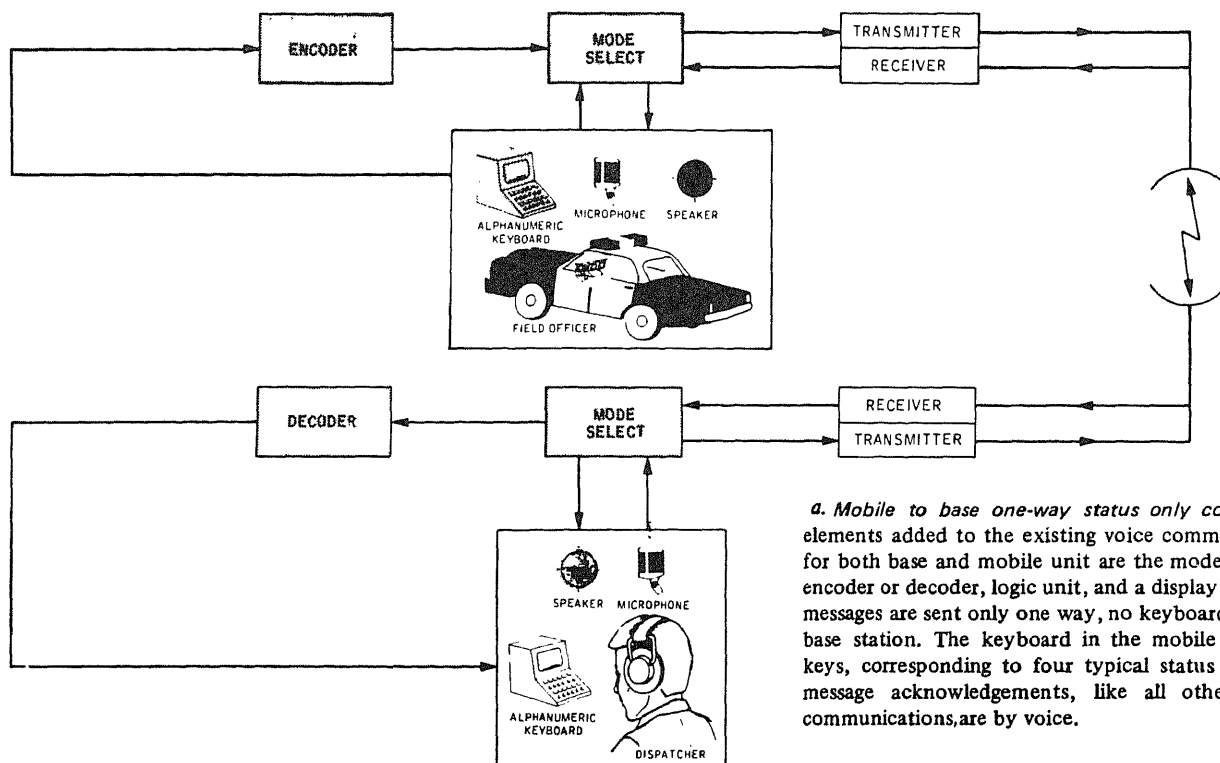 ENCODER
MODE
SELECT
TRANSMITTER
RECEIVER
ALPHANUMERIC
KEYBOARD
MICROPHONE
SPEAKER
FIELD OFFICER
DECODER
MODE
SELECT
RECEIVER
TRANSMITTER
SPEAKER
MICROPHONE
ALPHANUMERIC
KEYBOARD
DISPATCHER
a. Mobile to base one-way status only co
elements added to the existing voice comm
for both base and mobile unit are the mode
encoder or decoder, logic unit, and a display
messages are sent only one way, no keyboard
base station. The keyboard in the mobile
keys, corresponding to four typical status
message acknowledgements, like all othe
communications,are by voice.